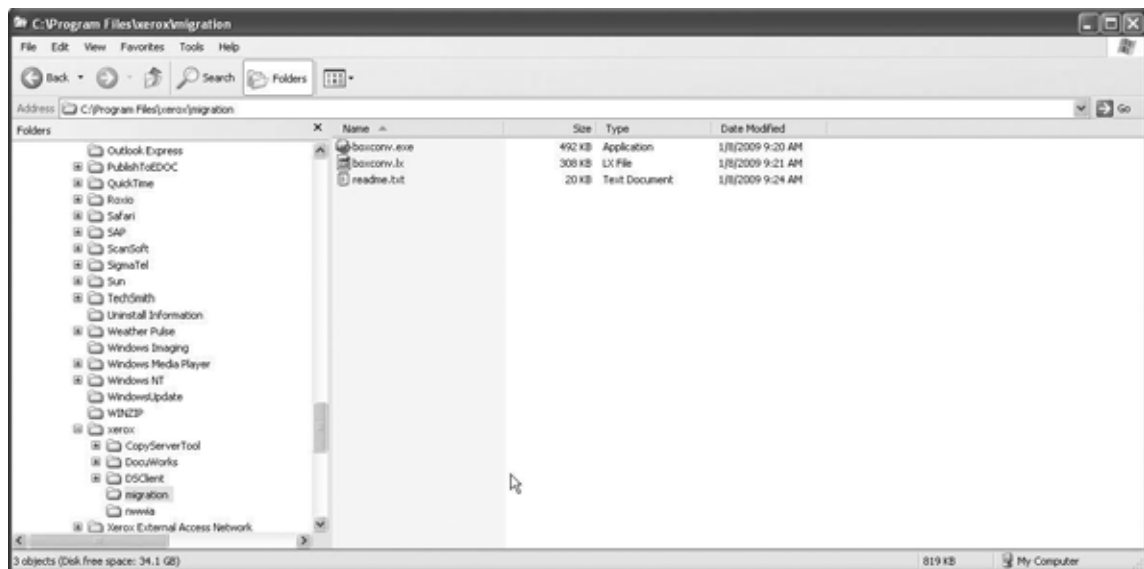 C:\Program Files\xerox\migration
File Edit View Favorites Tools Help
Back Search Folders
Address C:\Program Files\xerox\migration Go
Folders
Name Size Type Date Modified
Outlook Express
PublishToEDOC
QuickTime
Roxio
Safari
SAP
ScanSoft
SigmaTel
Sun
TechSmith
Uninstall Information
Weather Pulse
Windows Imaging
Windows Media Player
Windows NT
WindowsUpdate
WINZIP
xerox
CopyServerTool
DocuWorks
DSClient
migration
nwwia
Xerox External Access Network
boxconv.exe 492 KB Application 1/8/2009 9:20 AM
boxconv.lx 308 KB LX File 1/8/2009 9:21 AM
readme.txt 20 KB Text Document 1/8/2009 9:24 AM
3 objects (Disk free space: 34.1 GB) 819 KB My Computer